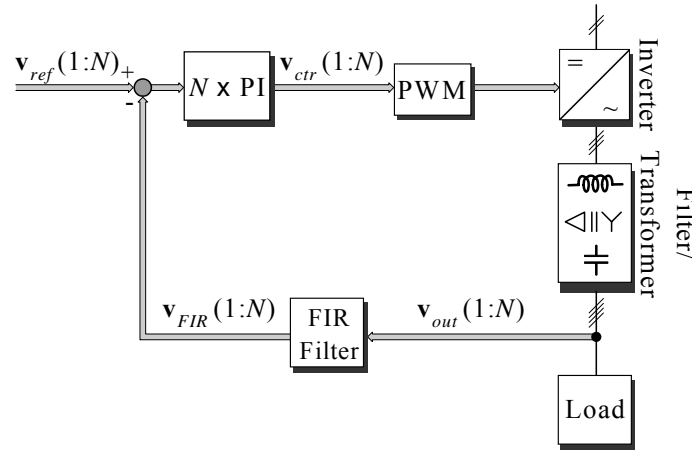 v_ref(1:N)
+
-
N x PI
v_ctr(1:N)
PWM
=
~
Inverter
Filter/
Transformer
v_FIR(1:N)
FIR
Filter
v_out(1:N)
Load